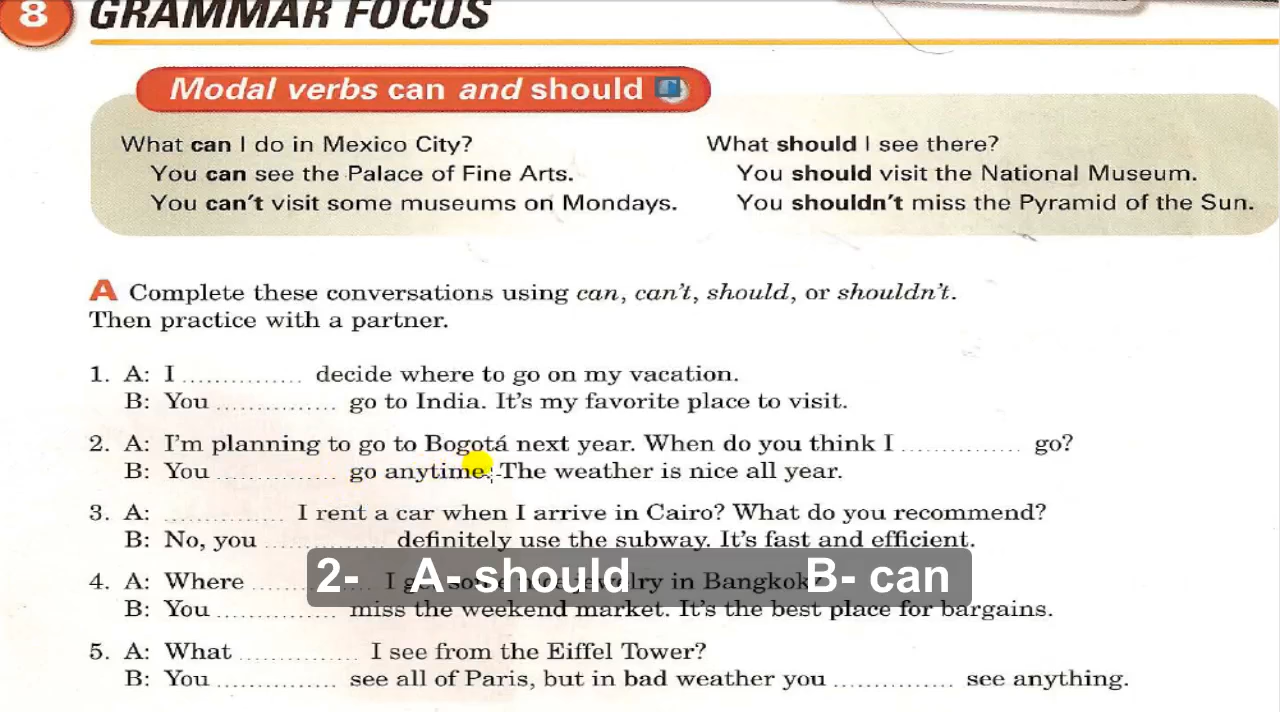 8 GRAMMAR FOCUS
Modal verbs can and should
What can I do in Mexico City?
You can see the Palace of Fine Arts.
You can't visit some museums on Mondays.
What should I see there?
You should visit the National Museum.
You shouldn't miss the Pyramid of the Sun.
A Complete these conversations using can, can't, should, or shouldn't.
Then practice with a partner.
1. A: I .............. decide where to go on my vacation.
B: You .............. go to India. It's my favorite place to visit.
2. A: I'm planning to go to Bogotá next year. When do you think I .............. go?
B: You .............. go anytime. The weather is nice all year.
3. A: .............. I rent a car when I arrive in Cairo? What do you recommend?
B: No, you .............. definitely use the subway. It's fast and efficient.
4. A: Where .............. I get some nice jewelry in Bangkok?
2- A- should B- can
B: You .............. miss the weekend market. It's the best place for bargains.
5. A: What .............. I see from the Eiffel Tower?
B: You .............. see all of Paris, but in bad weather you .............. see anything.